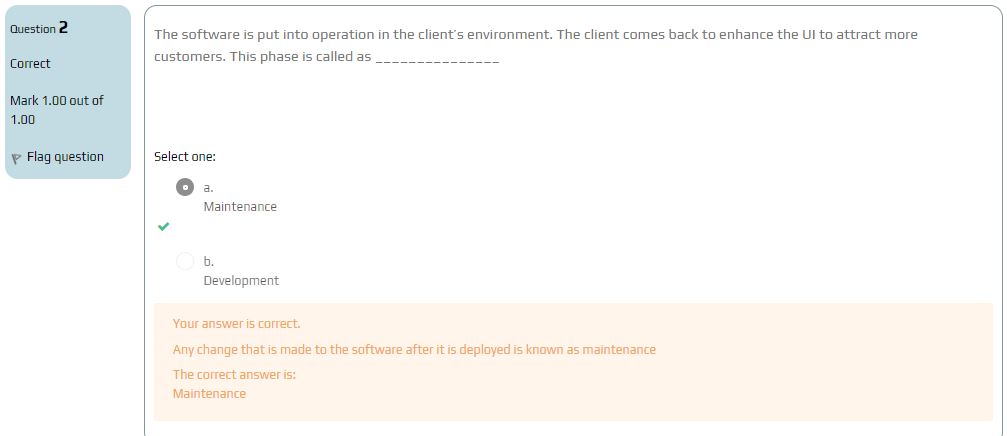 Question 2
Correct
Mark 1.00 out of
1.00
Flag question
The software is put into operation in the client's environment. The client comes back to enhance the UI to attract more
customers. This phase is called as _______________
Select one:
a.
Maintenance
b.
Development
Your answer is correct.
Any change that is made to the software after it is deployed is known as maintenance
The correct answer is:
Maintenance